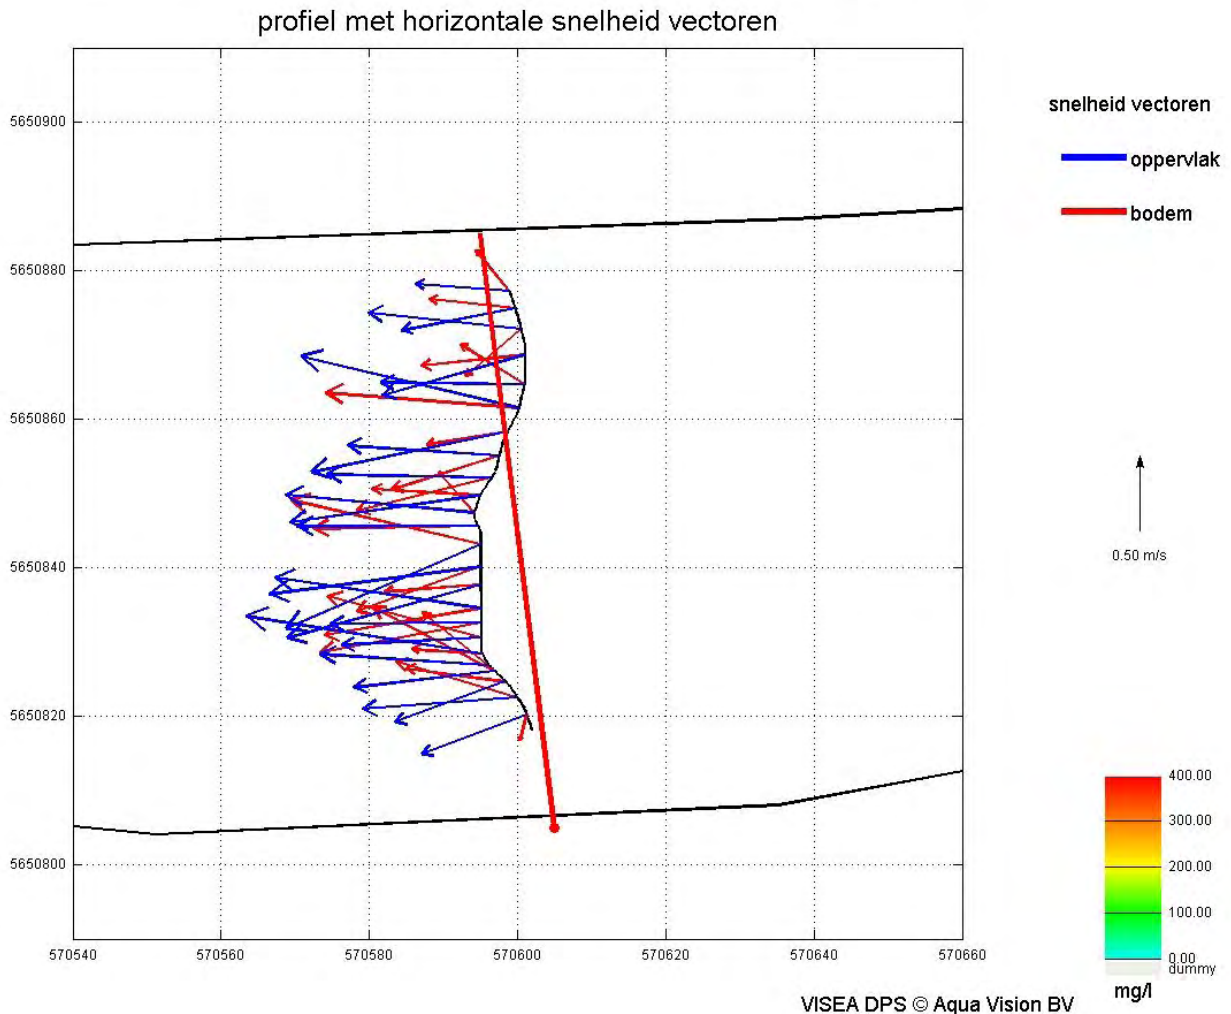 profiel met horizontale snelheid vectoren
snelheid vectoren
oppervlak
bodem
5650900
5650880
5650860
5650840
5650820
5650800
0.50 m/s
400.00
300.00
200.00
100.00
0.00
dummy
mg/l
570540 570560 570580 570600 570620 570640 570660
VISEA DPS © Aqua Vision BV